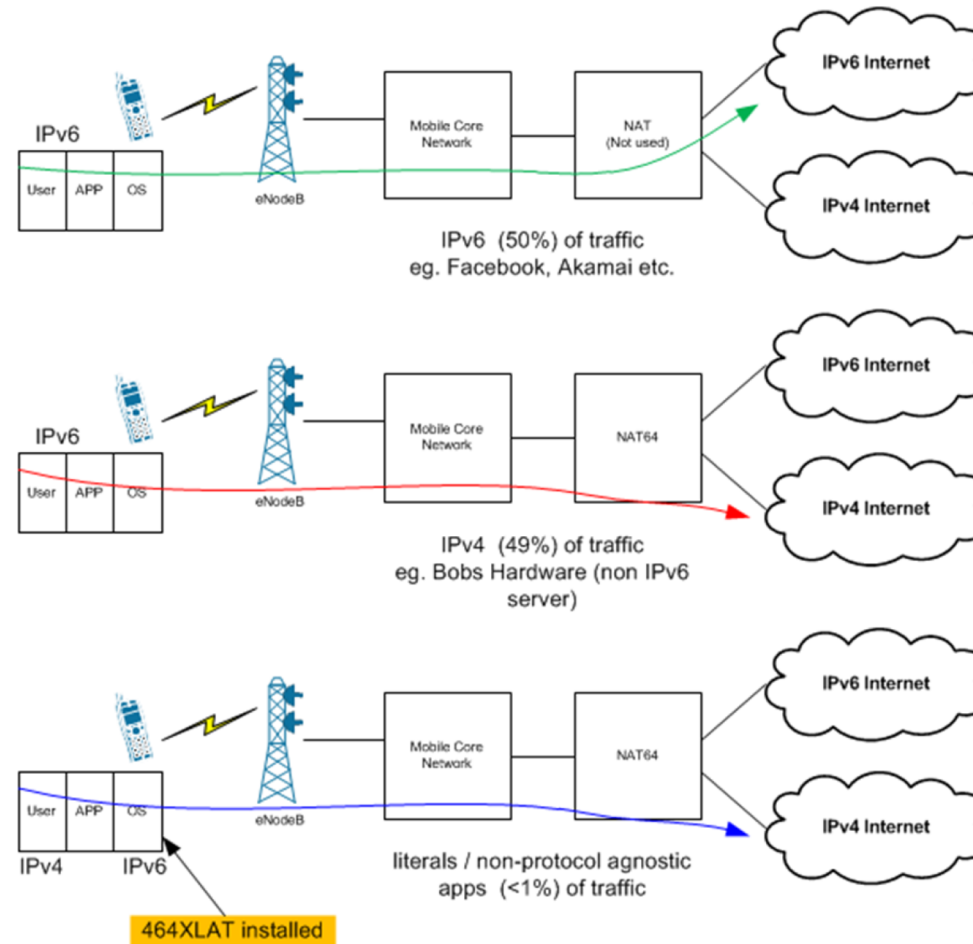 IPv6 Internet
IPv6
Mobile Core
Network
NAT
(Not used)
User APP OS
eNodeB
IPv4 Internet
IPv6 (50%) of traffic
eg. Facebook, Akamai etc.
IPv6 Internet
IPv6
Mobile Core
Network
NAT64
User APP OS
eNodeB
IPv4 Internet
IPv4 (49%) of traffic
eg. Bobs Hardware (non IPv6
server)
IPv6 Internet
Mobile Core
Network
NAT64
User APP OS
eNodeB
IPv4 Internet
IPv4 IPv6
literals / non-protocol agnostic
apps (<1%) of traffic
464XLAT installed